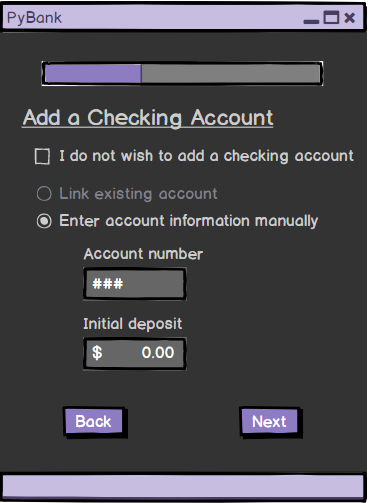 PyBank
Add a Checking Account
I do not wish to add a checking account
Link existing account
Enter account information manually
Account number
###
Initial deposit
$ 0.00
Back Next